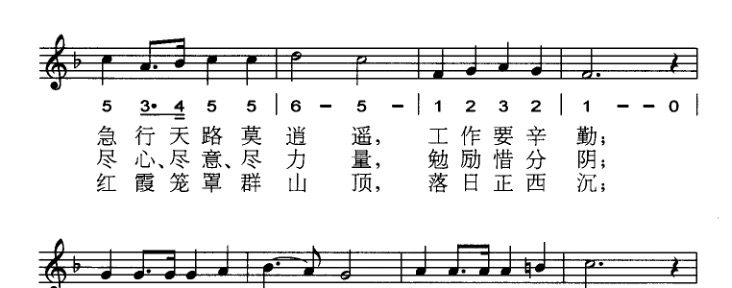 5 3• 4 5 5 | 6 – 5 – | 1 2 3 2 | 1 – – 0 |
急行天路莫逍遥，工作要辛勤；
尽心、尽意、尽力量，勉励惜分阴；
红霞笼罩群山顶，落日正西沉；